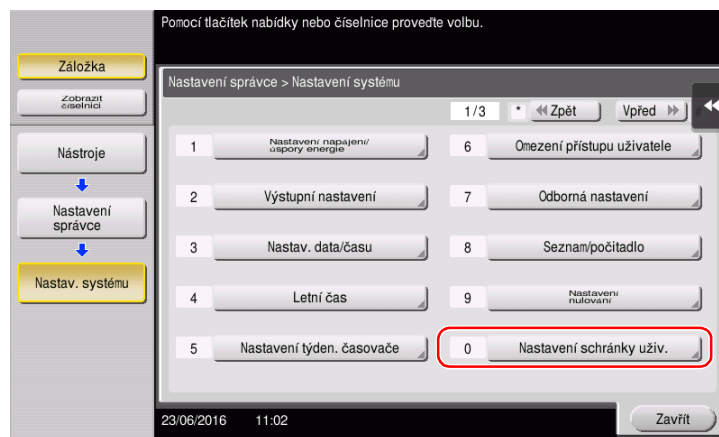 Pomocí tlačítek nabídky nebo číselnice proveďte volbu.
Záložka
Zobrazit
číselnici
Nástroje
Nastavení
správce
Nastav. systému
Nastavení správce > Nastavení systému
1/3
* Zpět
Vpřed
1 Nastavení napájení/
úspory energie
6 Omezení přístupu uživatele
2 Výstupní nastavení
7 Odborná nastavení
3 Nastav. data/času
8 Seznam/počitadlo
4 Letní čas
9 Nastavení
nulování
5 Nastavení týden. časovače
0 Nastavení schránky uživ.
23/06/2016 11:02
Zavřít